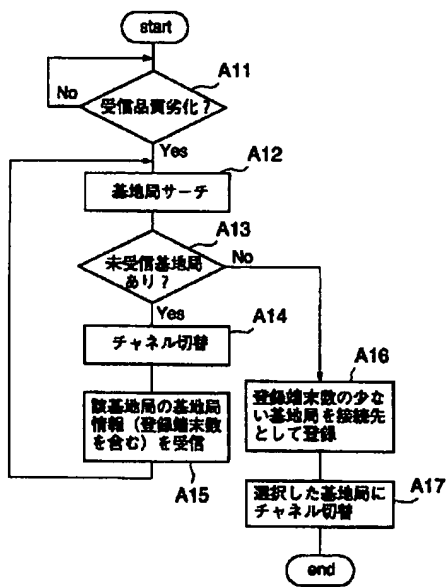 start
A11
受信品質劣化？
No
Yes
A12
基地局サーチ
A13
未受信基地局
あり？
No
Yes
A14
チャネル切替
該基地局の基地局
情報（登録端末数
を含む）を受信
A15
A16
登録端末数の少な
い基地局を接続先
として登録
A17
選択した基地局に
チャネル切替
end